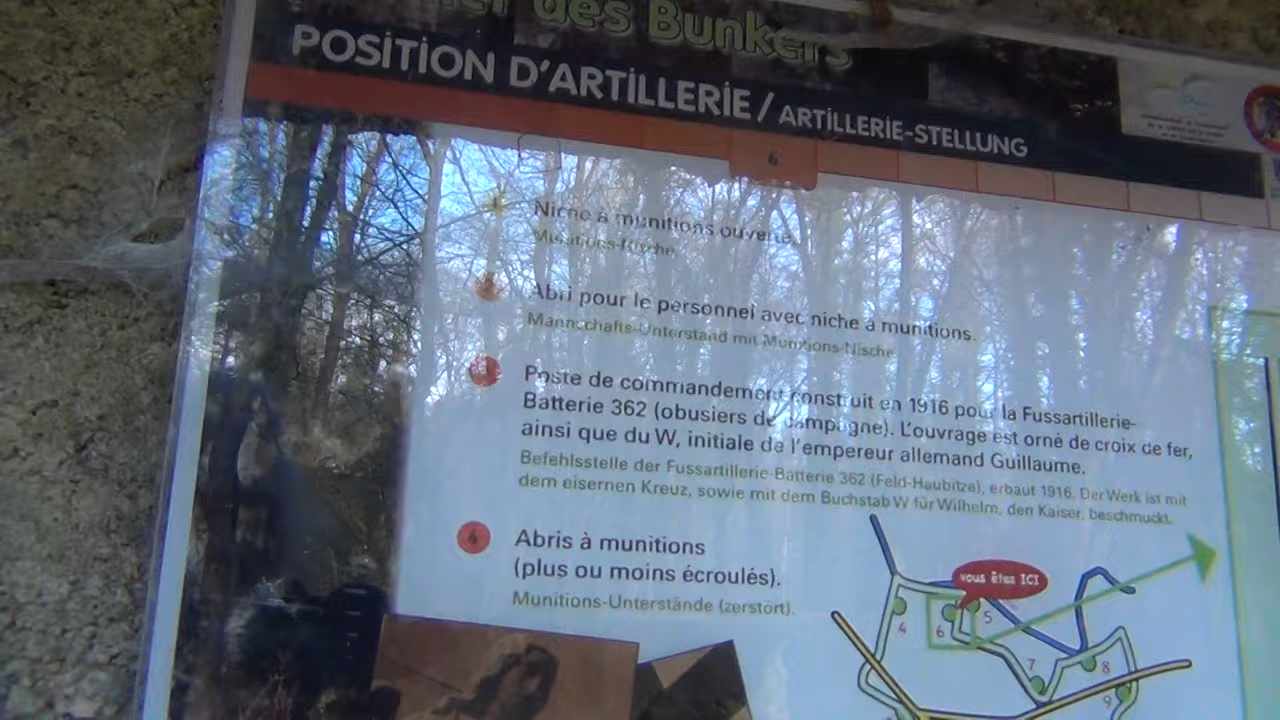 des Bunkers
POSITION D'ARTILLERIE / ARTILLERIE-STELLUNG
6
Niche à munitions ouverte.
Munitions-Nische.
Abri pour le personnel avec niche à munitions.
Mannschafts-Unterstand mit Munitions-Nische.
Poste de commandement construit en 1916 pour la Fussartillerie-
Batterie 362 (obusiers de campagne). L'ouvrage est orné de croix de fer,
ainsi que du W, initiale de l'empereur allemand Guillaume.
Befehlsstelle der Fussartillerie-Batterie 362 (Feld-Haubitze), erbaut 1916. Der Werk ist mit
dem eisernen Kreuz, sowie mit dem Buchstab W für Wilhelm, den Kaiser, beschmuckt.
4
Abris à munitions
(plus ou moins écroulés).
Munitions-Unterstände (zerstört).
vous êtes ICI
4
6
5
7
8
9